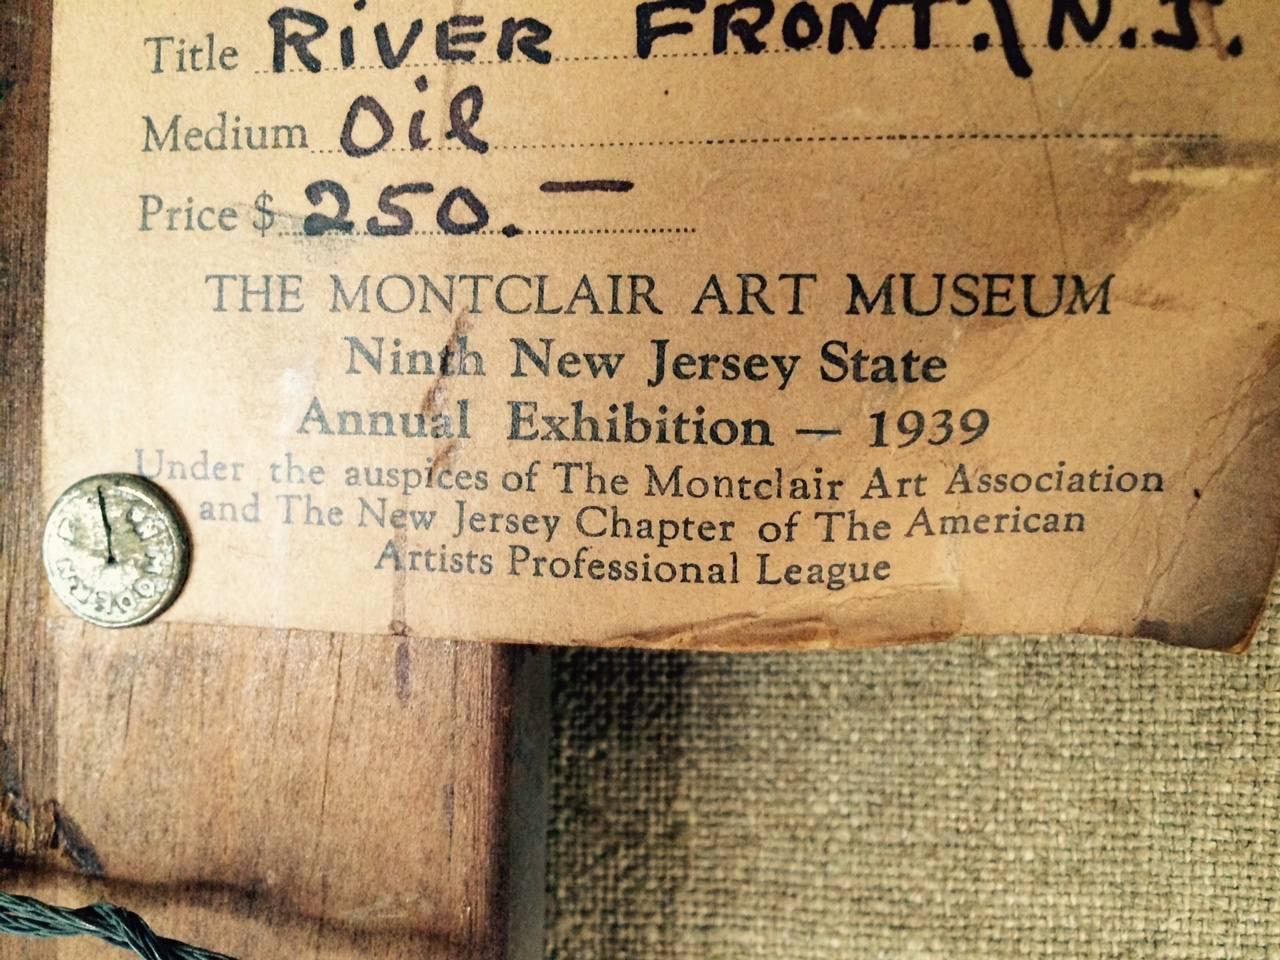 Title RiVER FRONT. N.J.
Medium Oil
Price $ 250.—
THE MONTCLAIR ART MUSEUM
Ninth New Jersey State
Annual Exhibition — 1939
Under the auspices of The Montclair Art Association
and The New Jersey Chapter of The American
Artists Professional League